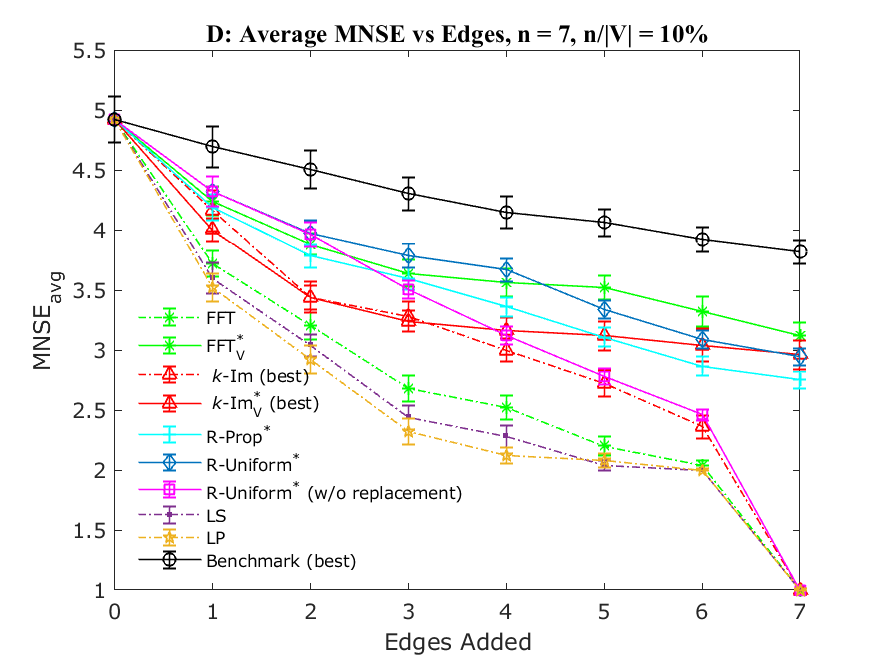 D: Average MNSE vs Edges, n = 7, n/|V| = 10%
5.5
5
4.5
4
3.5
3
2.5
2
1.5
1
MNSE_avg
FFT
FFT*_V
k-Im (best)
k-Im*_V (best)
R-Prop*
R-Uniform*
R-Uniform* (w/o replacement)
LS
LP
Benchmark (best)
0 1 2 3 4 5 6 7
Edges Added